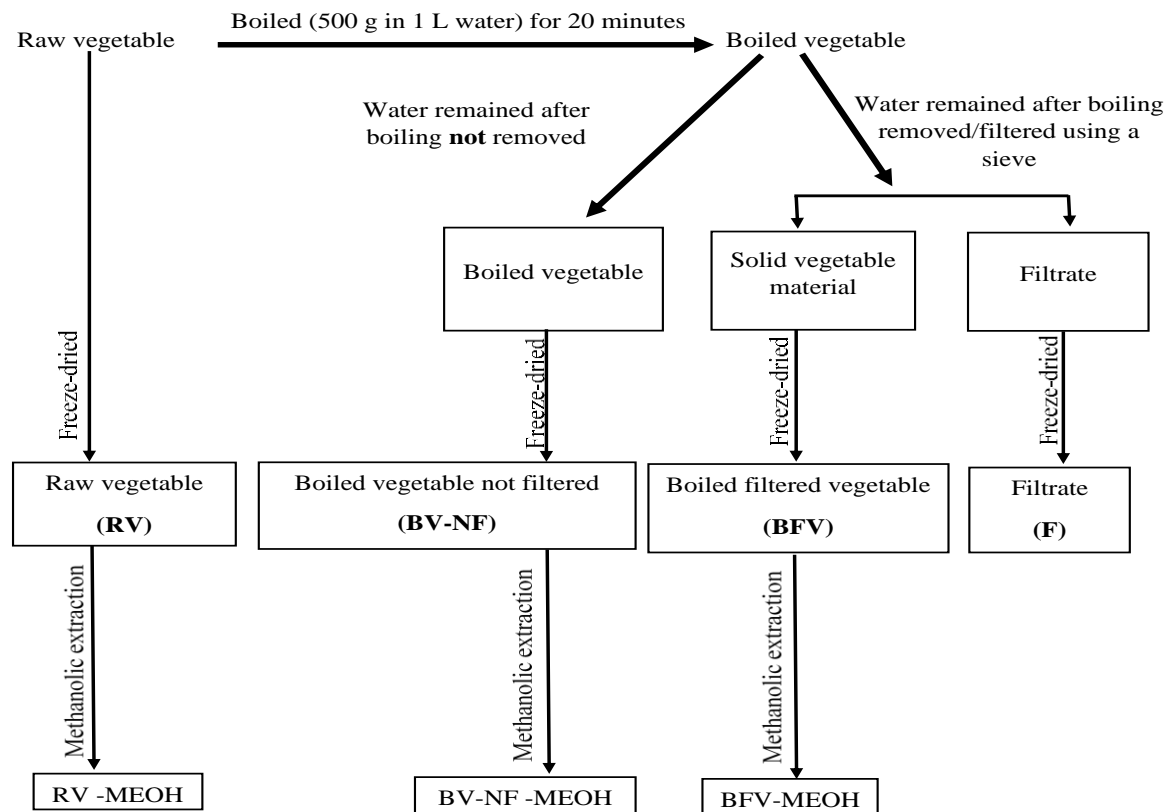 Boiled (500 g in 1 L water) for 20 minutes
Raw vegetable
Boiled vegetable
Water remained after
boiling not removed
Water remained after boiling
removed/filtered using a
sieve
Boiled vegetable
Solid vegetable
material
Filtrate
Freeze-dried
Freeze-dried
Freeze-dried
Freeze-dried
Raw vegetable
(RV)
Boiled vegetable not filtered
(BV-NF)
Boiled filtered vegetable
(BFV)
Filtrate
(F)
Methanolic extraction
Methanolic extraction
Methanolic extraction
RV -MEOH
BV-NF -MEOH
BFV-MEOH